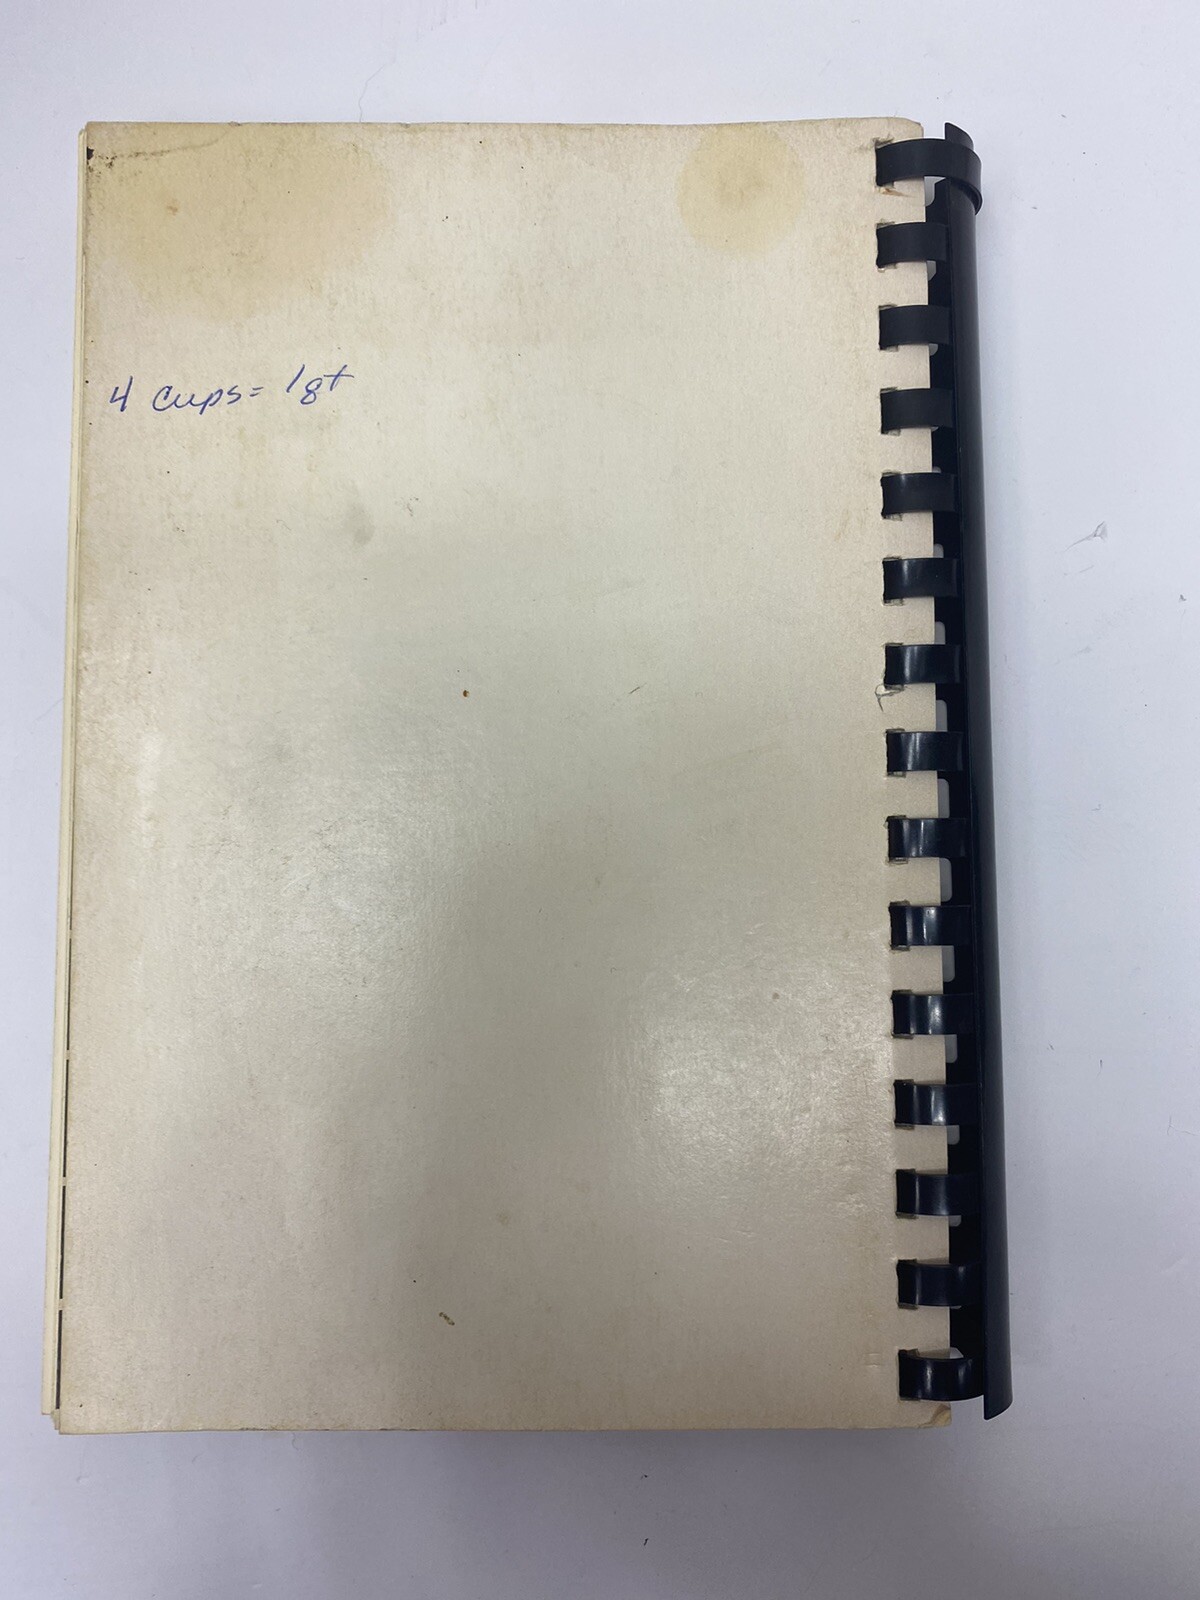 4 cups = 1qt